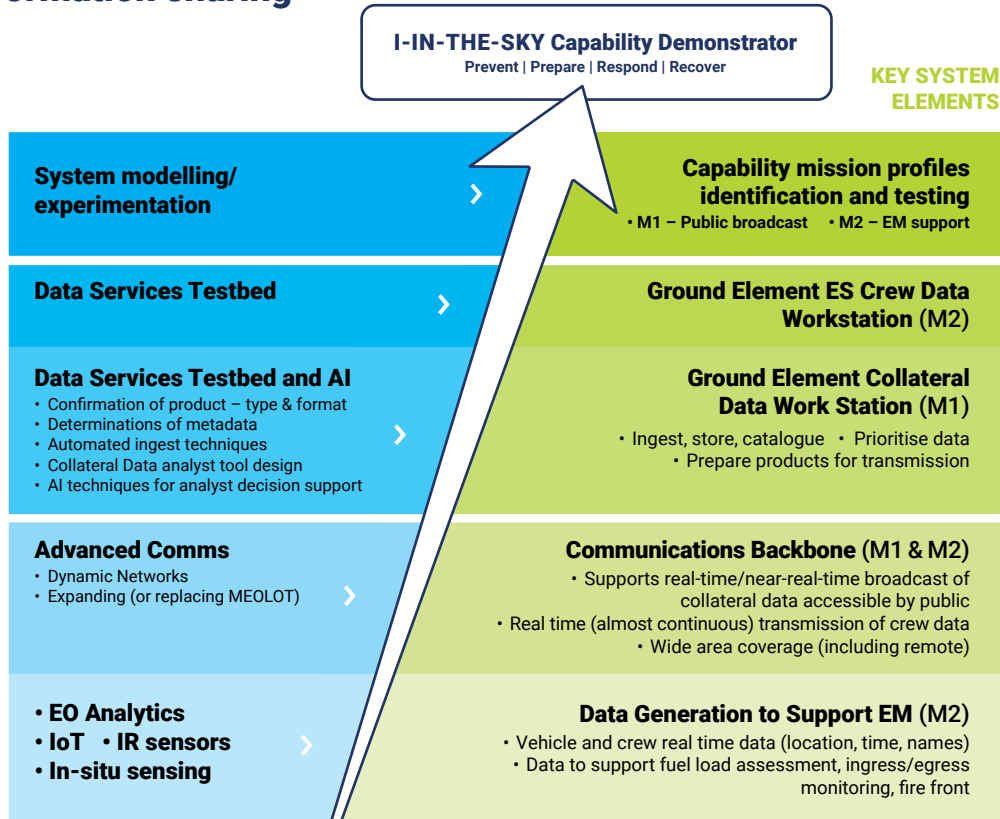 ormation sharing
I-IN-THE-SKY Capability Demonstrator
Prevent | Prepare | Respond | Recover
KEY SYSTEM
ELEMENTS
System modelling/
experimentation
Capability mission profiles
identification and testing
• M1 – Public broadcast • M2 – EM support
Data Services Testbed
Ground Element ES Crew Data
Workstation (M2)
Data Services Testbed and AI
• Confirmation of product – type & format
• Determinations of metadata
• Automated ingest techniques
• Collateral Data analyst tool design
• AI techniques for analyst decision support
Ground Element Collateral
Data Work Station (M1)
• Ingest, store, catalogue • Prioritise data
• Prepare products for transmission
Advanced Comms
• Dynamic Networks
• Expanding (or replacing MEOLOT)
Communications Backbone (M1 & M2)
• Supports real-time/near-real-time broadcast of
collateral data accessible by public
• Real time (almost continuous) transmission of crew data
• Wide area coverage (including remote)
• EO Analytics
• IoT • IR sensors
• In-situ sensing
Data Generation to Support EM (M2)
• Vehicle and crew real time data (location, time, names)
• Data to support fuel load assessment, ingress/egress
monitoring, fire front